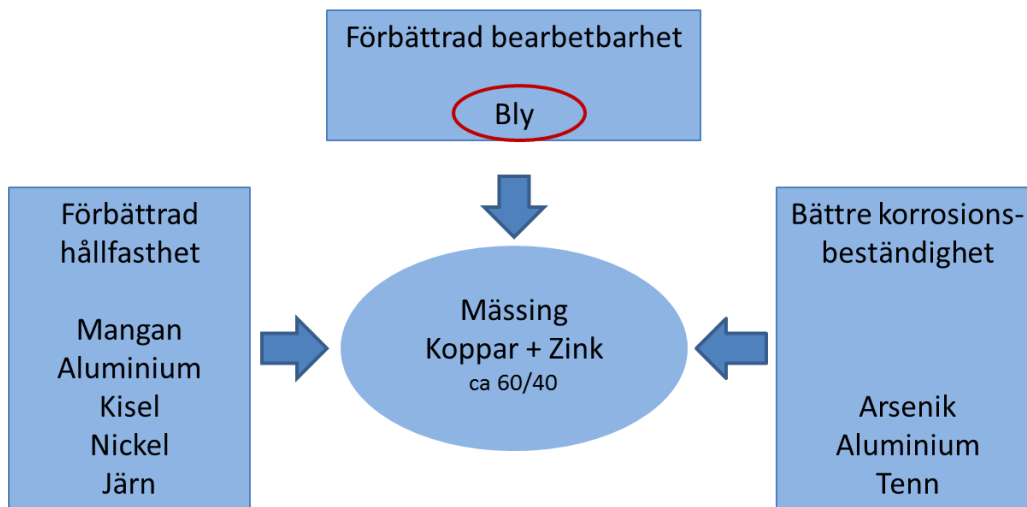 Förbättrad bearbetbarhet
Bly
Förbättrad
hållfasthet
Mangan
Aluminium
Kisel
Nickel
Järn
Mässing
Koppar + Zink
ca 60/40
Bättre korrosions-
beständighet
Arsenik
Aluminium
Tenn